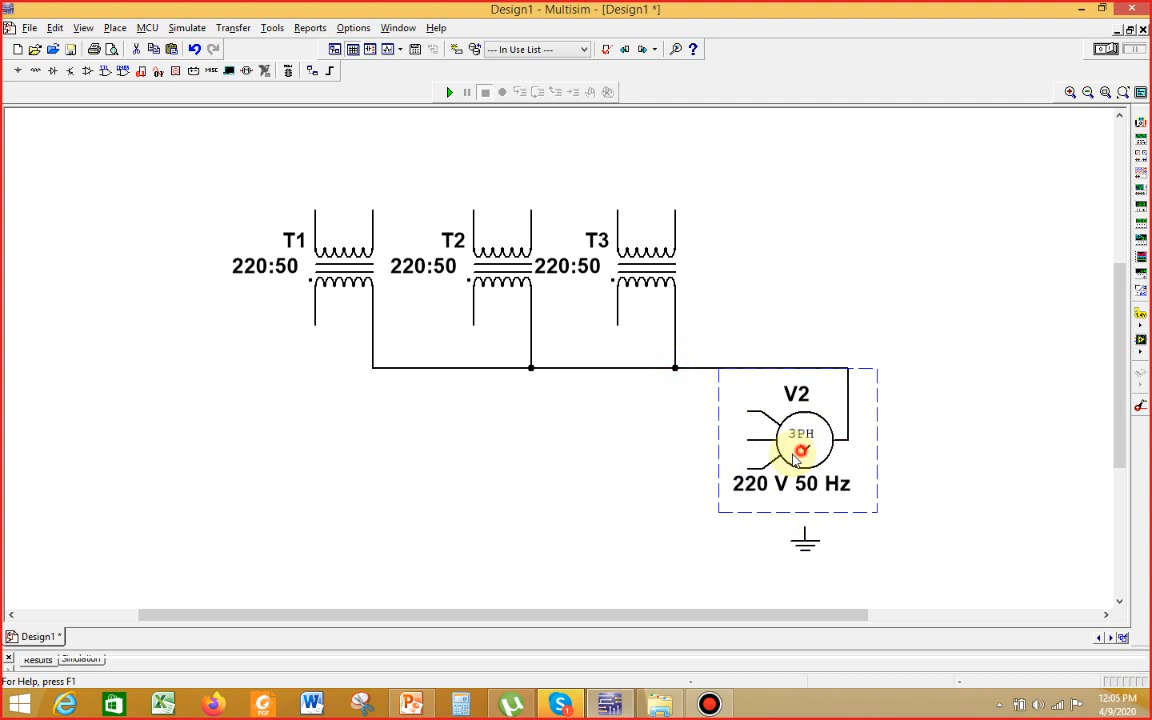 Design1 - Multisim - [Design1 *]
File Edit View Place MCU Simulate Transfer Tools Reports Options Window Help
--- In Use List ---
T1
220:50
T2
220:50
T3
220:50
V2
3PH
220 V 50 Hz
Design1 *
Results Simulation
For Help, press F1
-
-
12:05 PM
4/9/2020